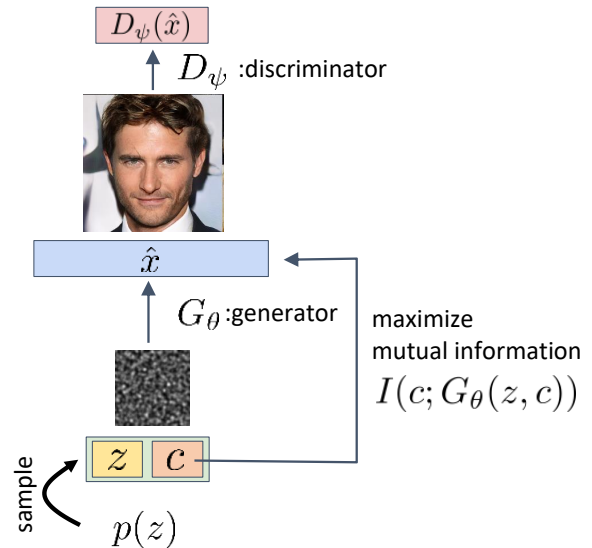 D_ψ(x̂)
D_ψ :discriminator
x̂
G_θ :generator
maximize
mutual information
I(c; G_θ(z, c))
z c
sample
p(z)